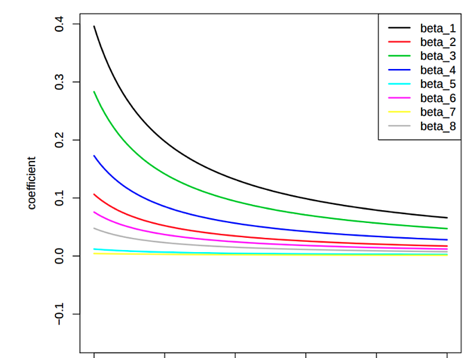 0.4
0.3
0.2
0.1
0.0
−0.1
coefficient
beta_1
beta_2
beta_3
beta_4
beta_5
beta_6
beta_7
beta_8